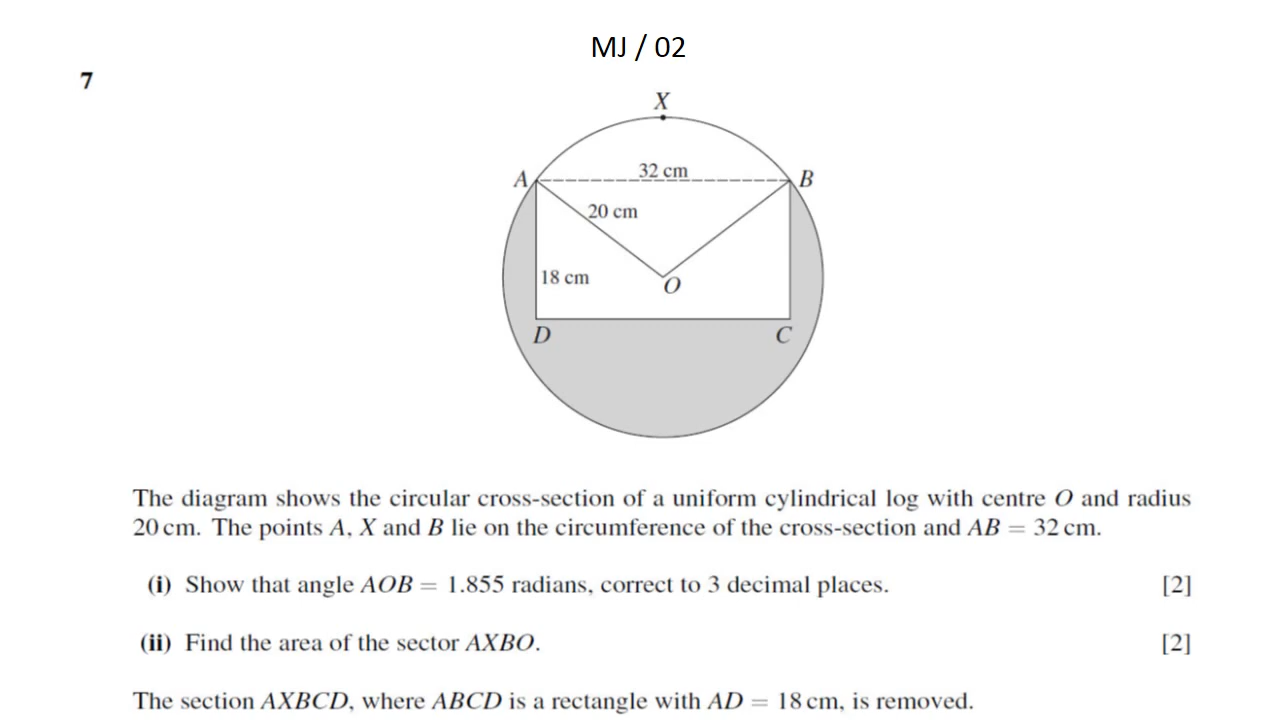 MJ / 02
7
X
A
32 cm
B
20 cm
18 cm
O
D
C
The diagram shows the circular cross-section of a uniform cylindrical log with centre O and radius
20 cm. The points A, X and B lie on the circumference of the cross-section and AB = 32 cm.
(i) Show that angle AOB = 1.855 radians, correct to 3 decimal places. [2]
(ii) Find the area of the sector AXBO. [2]
The section AXBCD, where ABCD is a rectangle with AD = 18 cm, is removed.